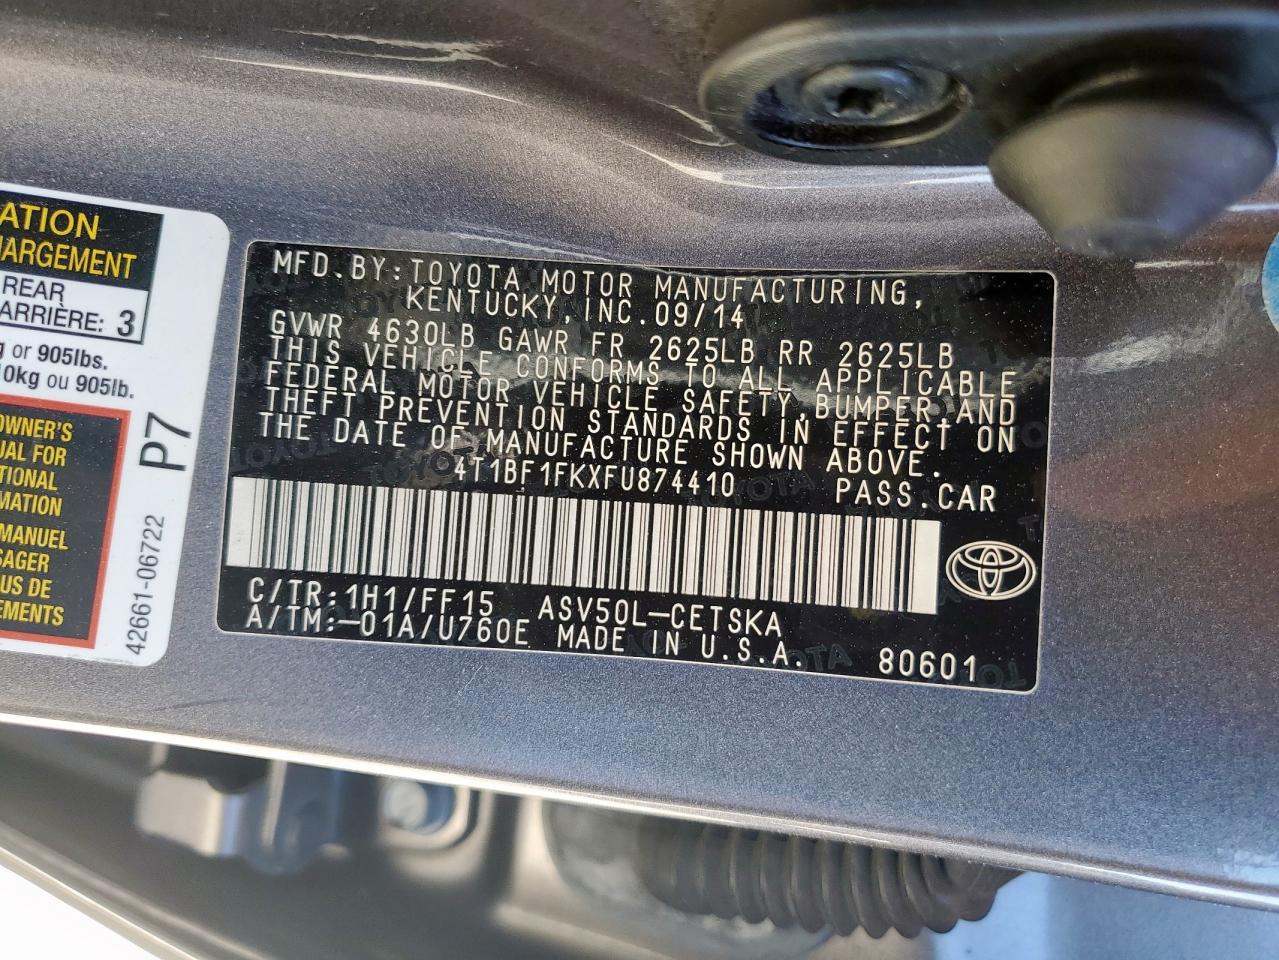 ATION
HARGEMENT
REAR
ARRIÈRE: 3
g or 905lbs.
0kg ou 905lb.
OWNER'S
UAL FOR
TIONAL
MATION
MANUEL
SAGER
US DE
EMENTS
P7
42661-06722
MFD.BY:TOYOTA MOTOR MANUFACTURING,
KENTUCKY,INC.09/14
GVWR 4630LB GAWR FR 2625LB RR 2625LB
THIS VEHICLE CONFORMS TO ALL APPLICABLE
FEDERAL MOTOR VEHICLE SAFETY,BUMPER AND
THEFT PREVENTION STANDARDS IN EFFECT ON
THE DATE OF MANUFACTURE SHOWN ABOVE.
4T1BF1FKXFU874410 PASS.CAR
C/TR:1H1/FF15 ASV50L-CETSKA
A/TM:-01A/U760E MADE IN U.S.A. 80601